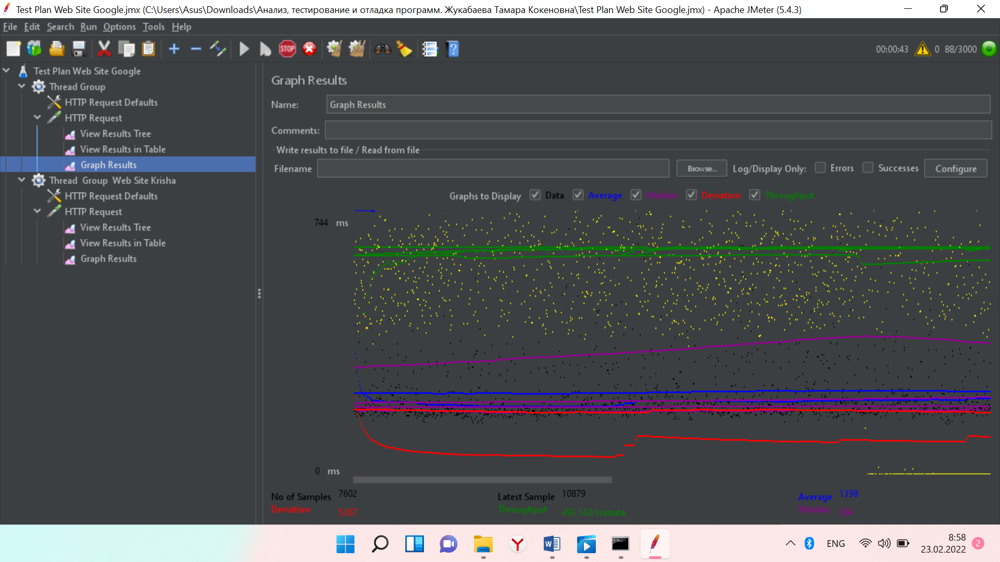 Test Plan Web Site Google.jmx (C:\Users\Asus\Downloads\Анализ, тестирование и отладка программ. Жукабаева Тамара Кокеновна\Test Plan Web Site Google.jmx) - Apache JMeter (5.4.3)
File Edit Search Run Options Tools Help
STOP
00:00:43 0 88/3000
Test Plan Web Site Google
Thread Group
HTTP Request Defaults
HTTP Request
View Results Tree
View Results in Table
Graph Results
Thread Group Web Site Krisha
HTTP Request Defaults
HTTP Request
View Results Tree
View Results in Table
Graph Results
Graph Results
Name: Graph Results
Comments:
Write results to file / Read from file
Filename Browse... Log/Display Only: Errors Successes Configure
Graphs to Display Data Average Median Deviation Throughput
744 ms
0 ms
No of Samples 7602 Latest Sample 10879 Average 1398
Deviation 5267 Throughput 493.142/minute Median
8:58
ENG
23.02.2022
2